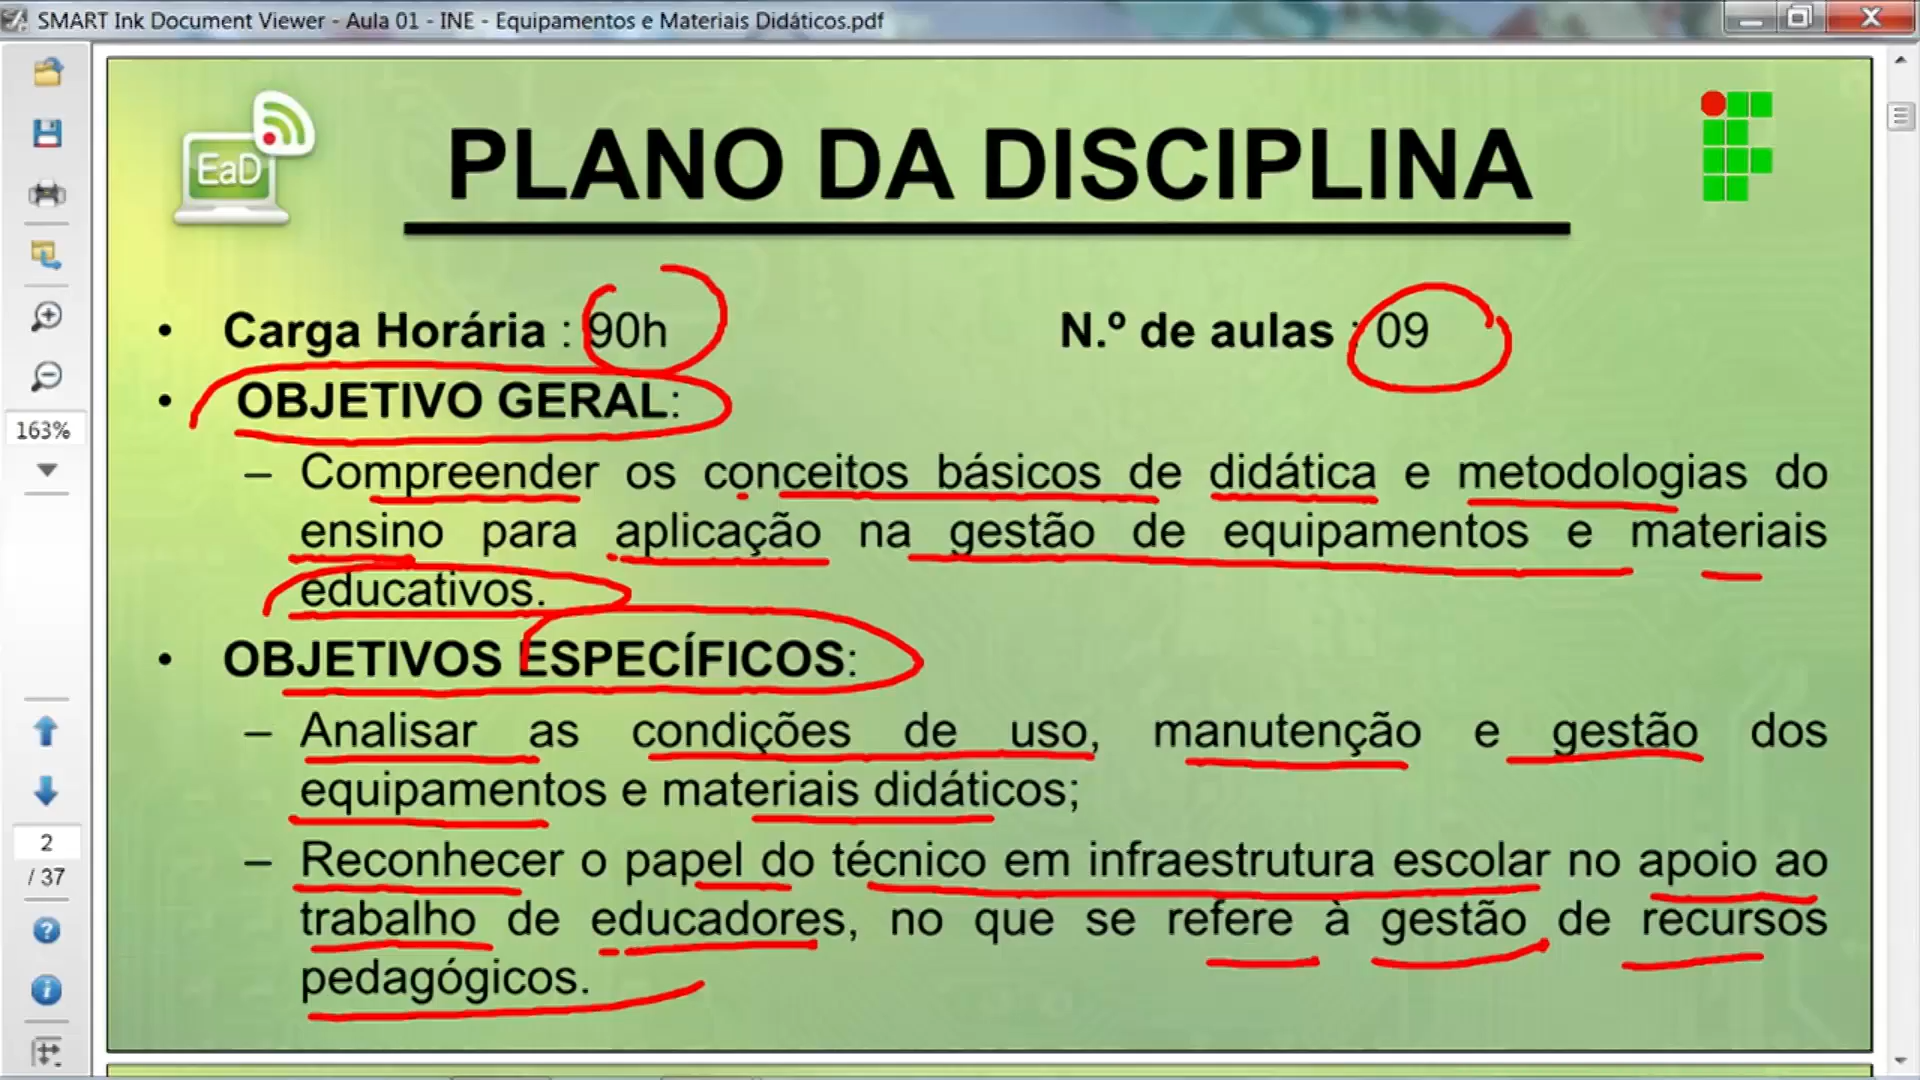 SMART Ink Document Viewer - Aula 01 - INE - Equipamentos e Materiais Didáticos.pdf
EaD
PLANO DA DISCIPLINA
• Carga Horária : 90h N.º de aulas : 09
• OBJETIVO GERAL:
– Compreender os conceitos básicos de didática e metodologias do
ensino para aplicação na gestão de equipamentos e materiais
educativos.
• OBJETIVOS ESPECÍFICOS:
– Analisar as condições de uso, manutenção e gestão dos
equipamentos e materiais didáticos;
– Reconhecer o papel do técnico em infraestrutura escolar no apoio ao
trabalho de educadores, no que se refere à gestão de recursos
pedagógicos.
163%
2
/ 37